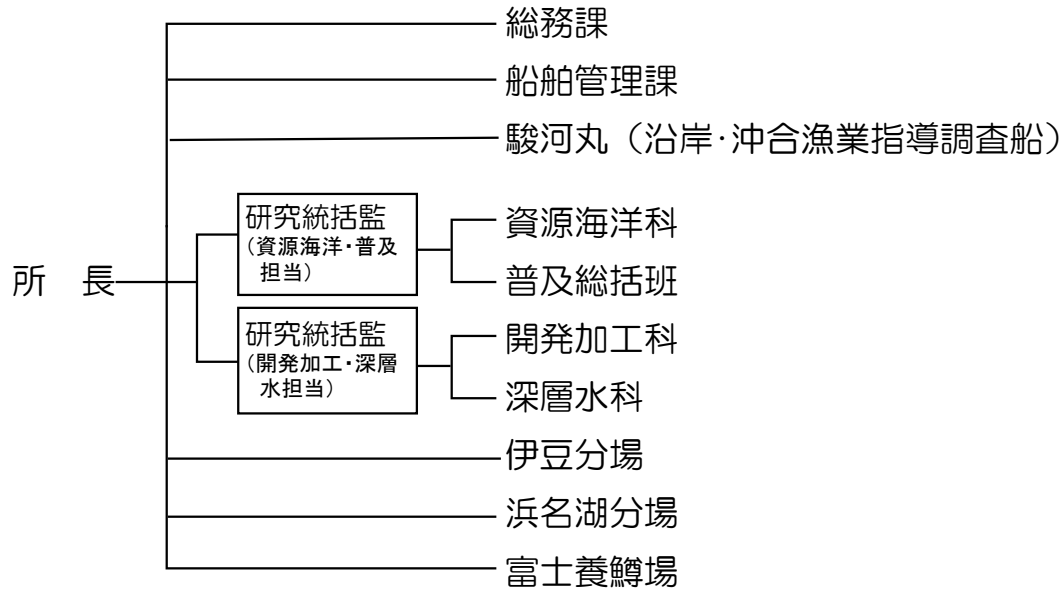 総務課
船舶管理課
駿河丸（沿岸・沖合漁業指導調査船）
研究統括監
（資源海洋・普及
担当）
資源海洋科
普及総括班
所　長
研究統括監
（開発加工・深層
水担当）
開発加工科
深層水科
伊豆分場
浜名湖分場
富士養鱒場